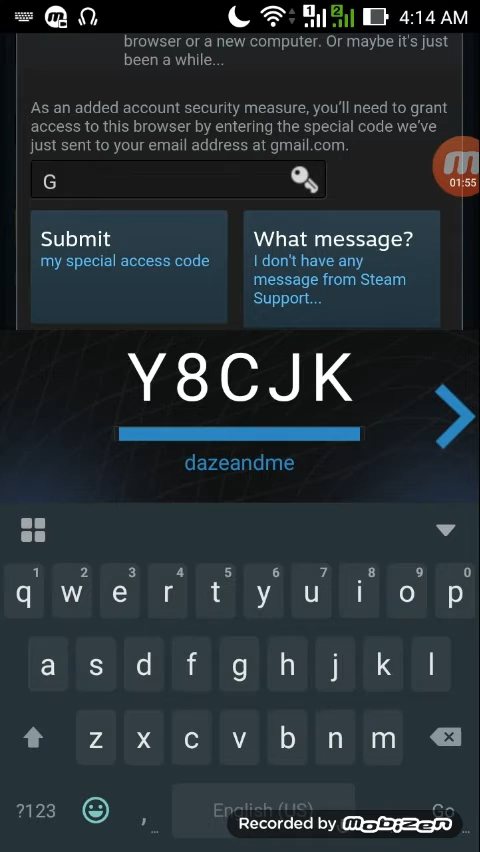 4:14 AM
browser or a new computer. Or maybe it's just
been a while...
As an added account security measure, you'll need to grant
access to this browser by entering the special code we've
just sent to your email address at gmail.com.
G
01:55
Submit
my special access code
What message?
I don't have any
message from Steam
Support...
Y8CJK
dazeandme
1 2 3 4 5 6 7 8 9 0
q w e r t y u i o p
a s d f g h j k l
z x c v b n m
?123 , English (US) Go
Recorded by mobizen